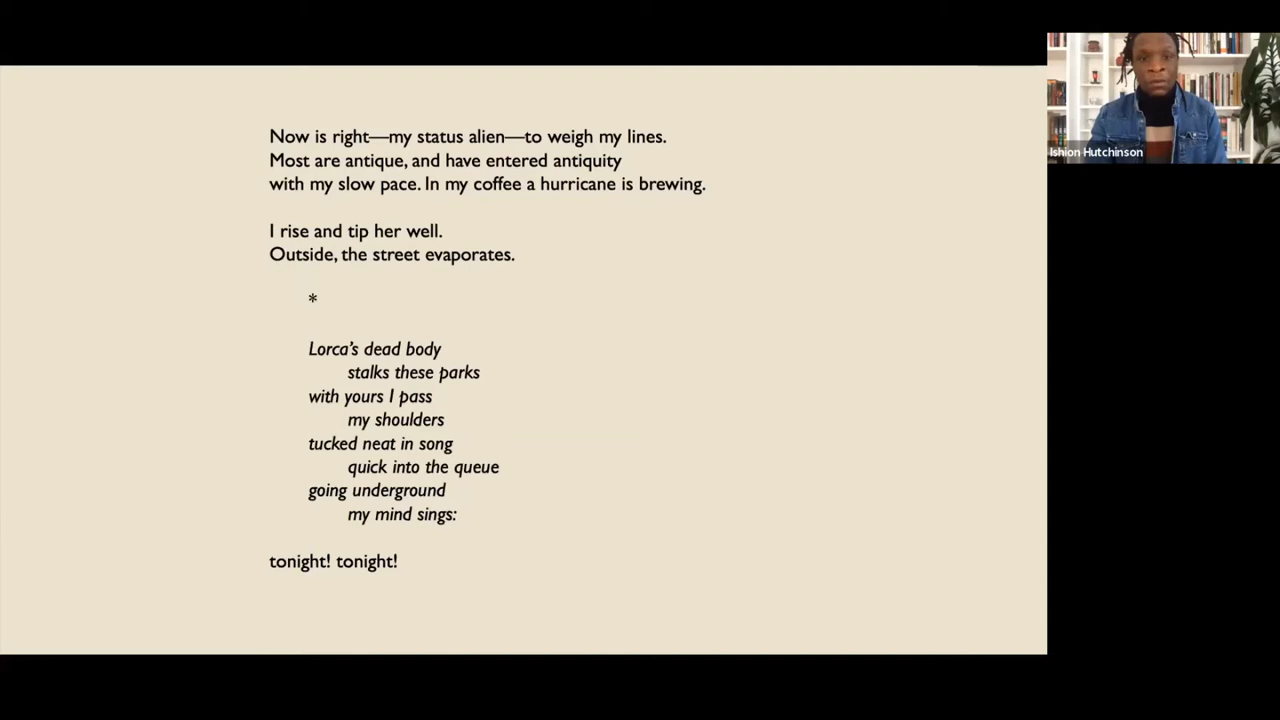 Now is right—my status alien—to weigh my lines.
Most are antique, and have entered antiquity
with my slow pace. In my coffee a hurricane is brewing.
I rise and tip her well.
Outside, the street evaporates.
*
Lorca’s dead body
stalks these parks
with yours I pass
my shoulders
tucked neat in song
quick into the queue
going underground
my mind sings:
tonight! tonight!
Ishion Hutchinson